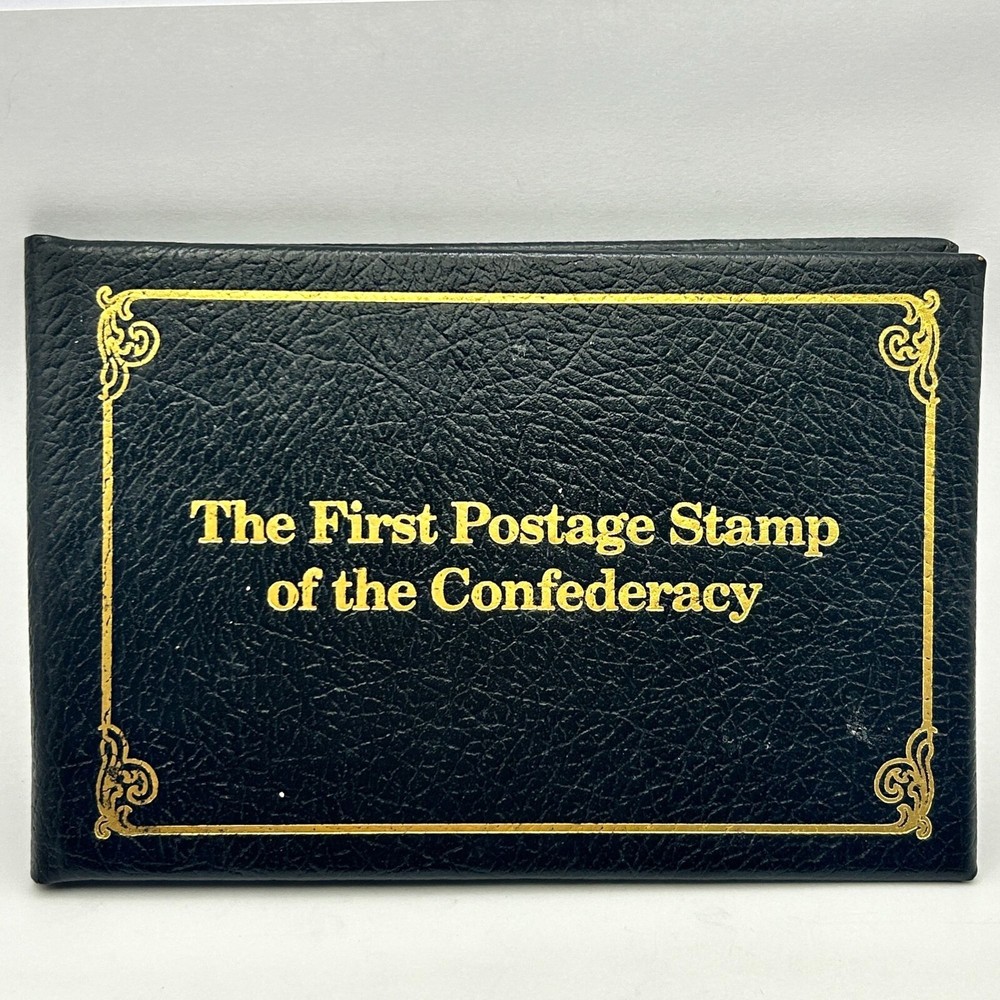 The First Postage Stamp
of the Confederacy